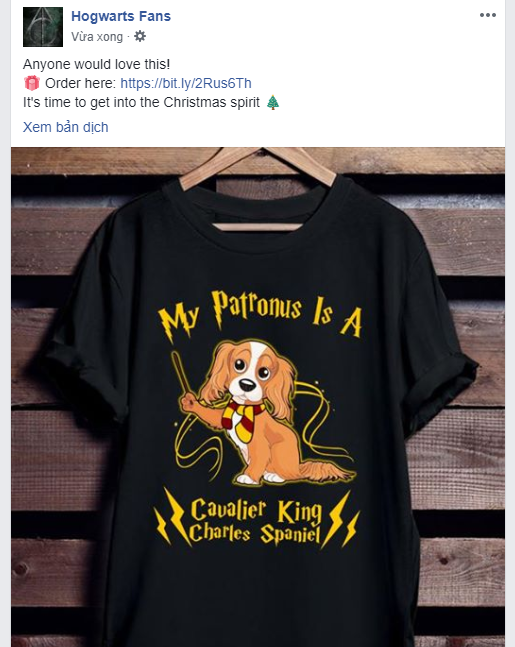 Hogwarts Fans
Vừa xong ·
Anyone would love this!
Order here: https://bit.ly/2Rus6Th
It's time to get into the Christmas spirit
Xem bản dịch
My Patronus Is A
Cavalier King
Charles Spaniel